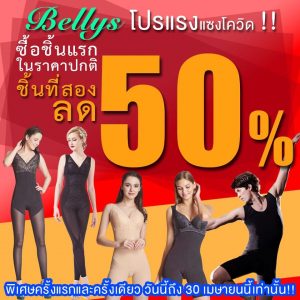 Bellys โปรแรงแซงโควิด !!
ซื้อชิ้นแรก
ในราคาปกติ
ชิ้นที่สอง
ลด
50%
พิเศษครั้งแรกและครั้งเดียว วันนี้ถึง 30 เมษายนนี้เท่านั้น!!